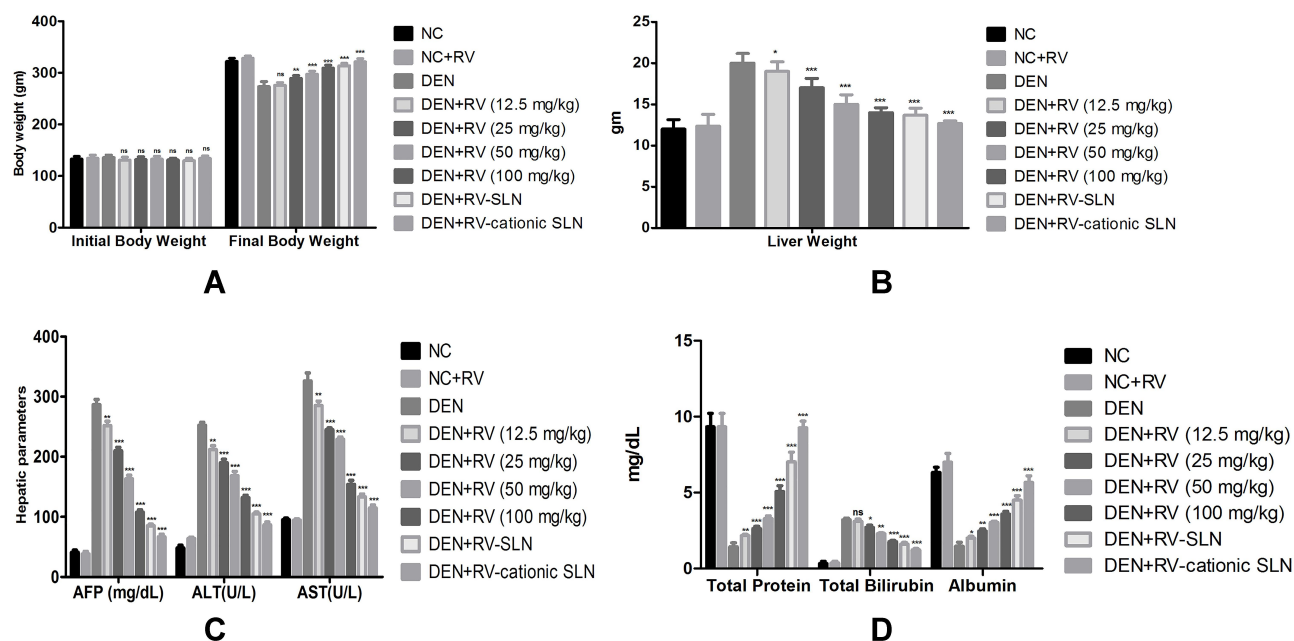 400
300
200
100
0
Body weight (gm)
ns ns ns ns ns ns
ns ** *** *** *** ***
Initial Body Weight Final Body Weight
NC
NC+RV
DEN
DEN+RV (12.5 mg/kg)
DEN+RV (25 mg/kg)
DEN+RV (50 mg/kg)
DEN+RV (100 mg/kg)
DEN+RV-SLN
DEN+RV-cationic SLN
A
25
20
15
10
5
0
gm
* *** *** *** *** ***
Liver Weight
NC
NC+RV
DEN
DEN+RV (12.5 mg/kg)
DEN+RV (25 mg/kg)
DEN+RV (50 mg/kg)
DEN+RV (100 mg/kg)
DEN+RV-SLN
DEN+RV-cationic SLN
B
400
300
200
100
0
Hepatic parameters
** *** *** *** *** ***
** *** *** *** *** ***
** *** *** *** *** ***
AFP (mg/dL) ALT(U/L) AST(U/L)
NC
NC+RV
DEN
DEN+RV (12.5 mg/kg)
DEN+RV (25 mg/kg)
DEN+RV (50 mg/kg)
DEN+RV (100 mg/kg)
DEN+RV-SLN
DEN+RV-cationic SLN
C
15
10
5
0
mg/dL
** *** *** *** *** ***
ns * ** *** *** ***
* ** *** *** *** ***
Total Protein Total Bilirubin Albumin
NC
NC+RV
DEN
DEN+RV (12.5 mg/kg)
DEN+RV (25 mg/kg)
DEN+RV (50 mg/kg)
DEN+RV (100 mg/kg)
DEN+RV-SLN
DEN+RV-cationic SLN
D